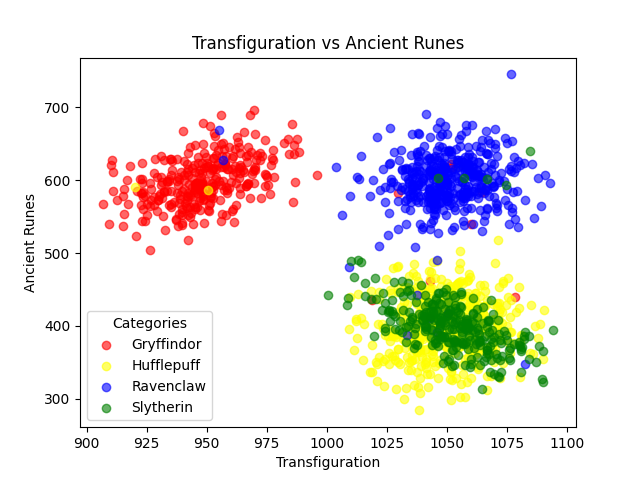 Transfiguration vs Ancient Runes
Ancient Runes
700
600
500
400
300
Categories
Gryffindor
Hufflepuff
Ravenclaw
Slytherin
900 925 950 975 1000 1025 1050 1075 1100
Transfiguration